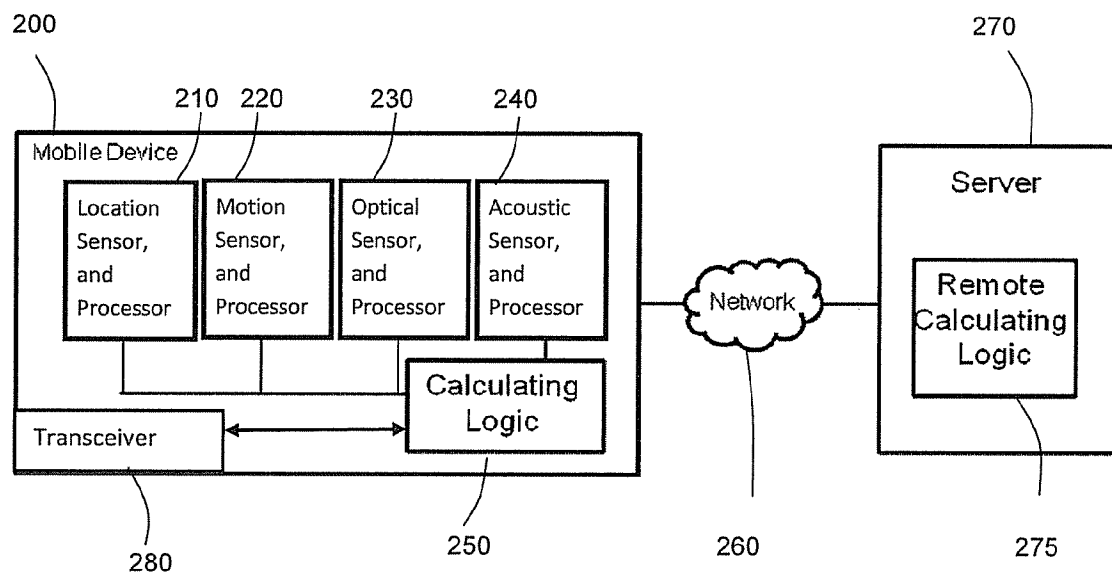 200
270
210
220
230
240
Mobile Device
Location
Sensor,
and
Processor
Motion
Sensor,
and
Processor
Optical
Sensor, and
Processor
Acoustic
Sensor, and
Processor
Calculating
Logic
Transceiver
Network
Server
Remote
Calculating
Logic
280
250
260
275